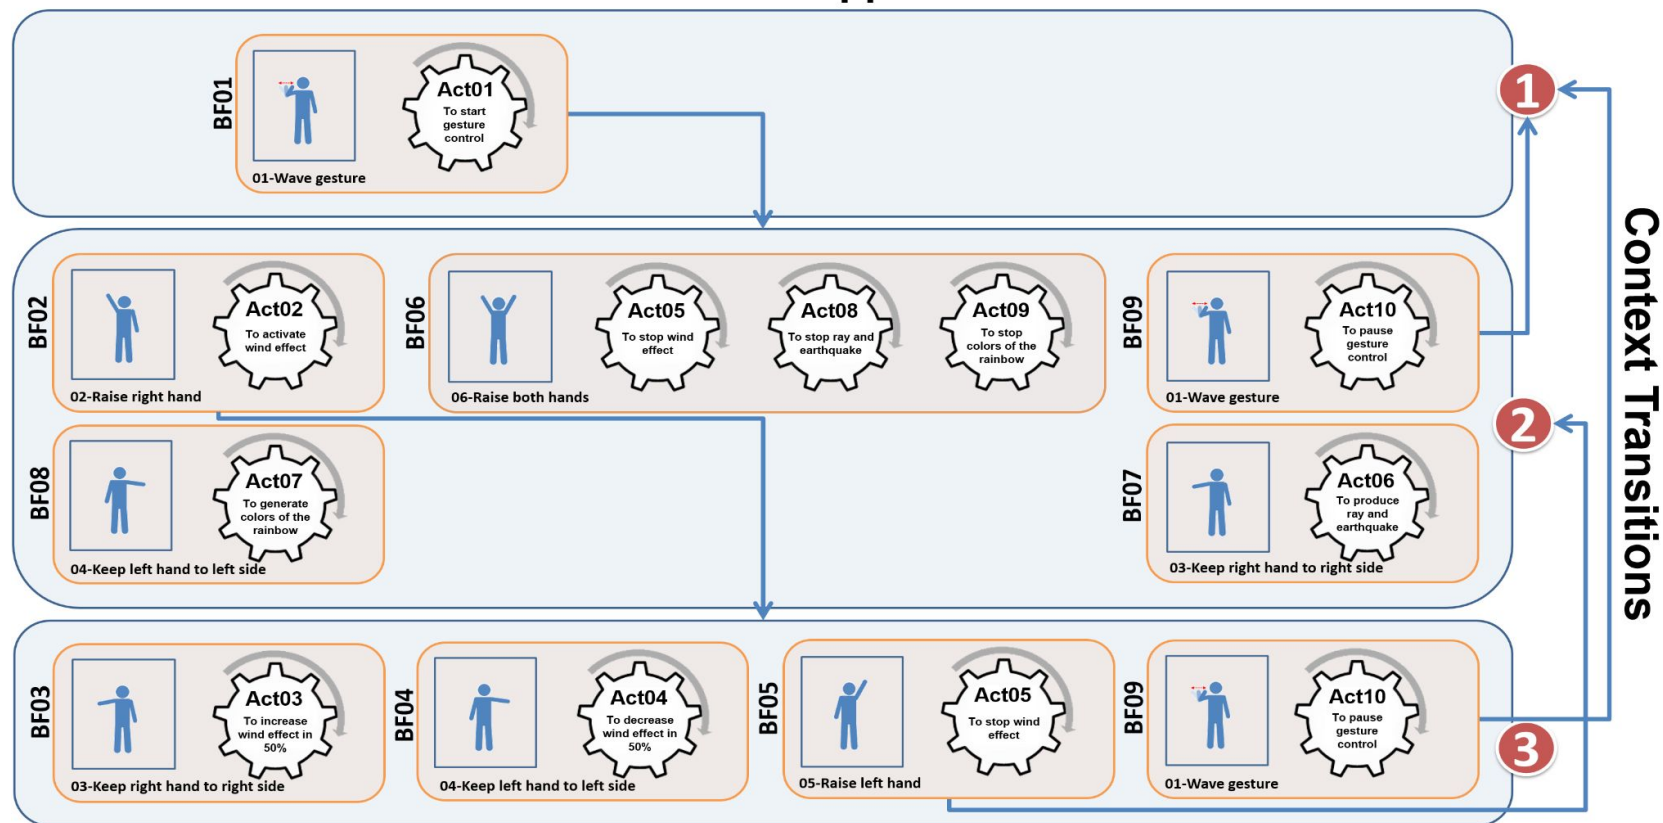 BF01
Act01
To start
gesture
control
01-Wave gesture
1
BF02
Act02
To activate
wind effect
02-Raise right hand
BF06
Act05
To stop wind
effect
Act08
To stop ray and
earthquake
Act09
To stop
colors of the
rainbow
06-Raise both hands
BF09
Act10
To pause
gesture
control
01-Wave gesture
2
BF08
Act07
To generate
colors of the
rainbow
04-Keep left hand to left side
BF07
Act06
To produce
ray and
earthquake
03-Keep right hand to right side
BF03
Act03
To increase
wind effect in
50%
03-Keep right hand to right side
BF04
Act04
To decrease
wind effect in
50%
04-Keep left hand to left side
BF05
Act05
To stop wind
effect
05-Raise left hand
BF09
Act10
To pause
gesture
control
01-Wave gesture
3
Context Transitions